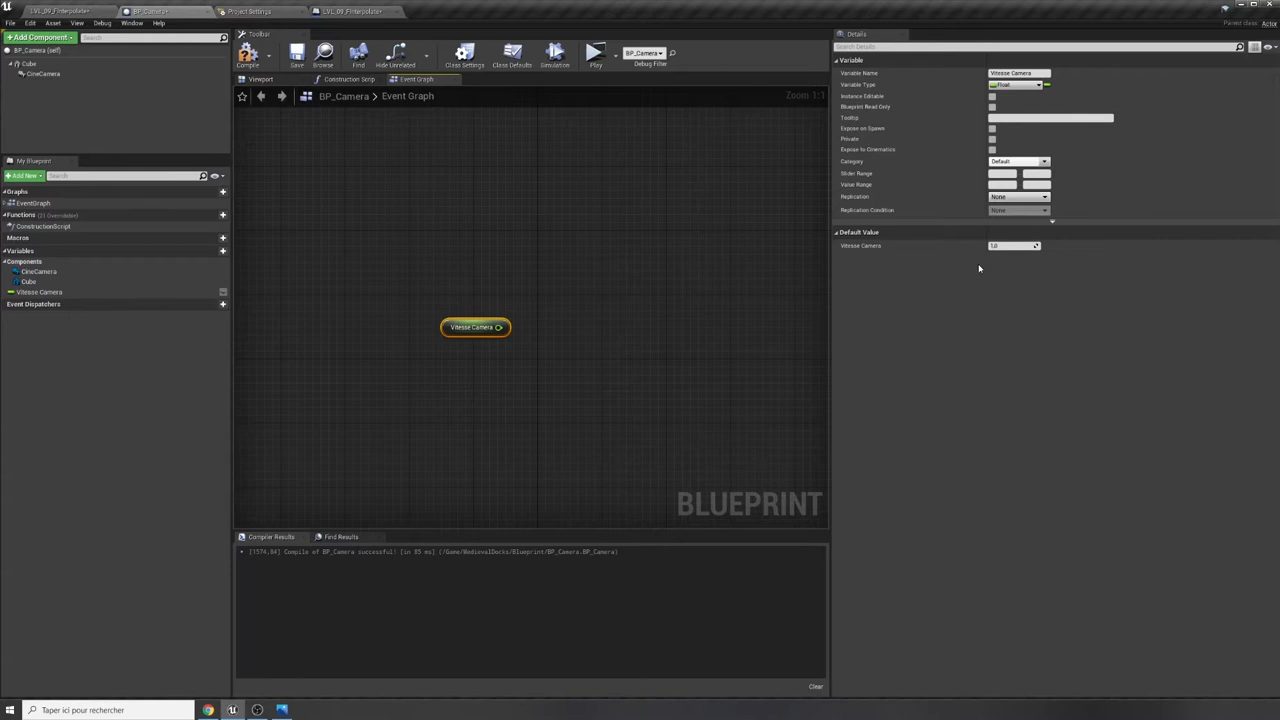 LVL_09_FInterpolate•
BP_Camera•
Project Settings
LVL_09_FInterpolate•
File Edit Asset View Debug Window Help
Parent class: Actor
+ Add Component
Search
BP_Camera (self)
Cube
CineCamera
My Blueprint
+ Add New
Search
Graphs
EventGraph
Functions (21 Overridable)
ConstructionScript
Macros
Variables
Components
CineCamera
Cube
Vitesse Camera
Event Dispatchers
Toolbar
Compile
Save
Browse
Find
Hide Unrelated
Class Settings
Class Defaults
Simulation
Play
BP_Camera
Debug Filter
Viewport
Construction Scrip
Event Graph
BP_Camera > Event Graph
Zoom 1:1
Vitesse Camera
BLUEPRINT
Compiler Results
Find Results
[1574,84] Compile of BP_Camera successful! [in 85 ms] (/Game/MedievalDocks/Blueprint/BP_Camera.BP_Camera)
Clear
Details
Search Details
Variable
Variable Name Vitesse Camera
Variable Type Float
Instance Editable
Blueprint Read Only
Tooltip
Expose on Spawn
Private
Expose to Cinematics
Category Default
Slider Range
Value Range
Replication None
Replication Condition None
Default Value
Vitesse Camera 1.0
Taper ici pour rechercher